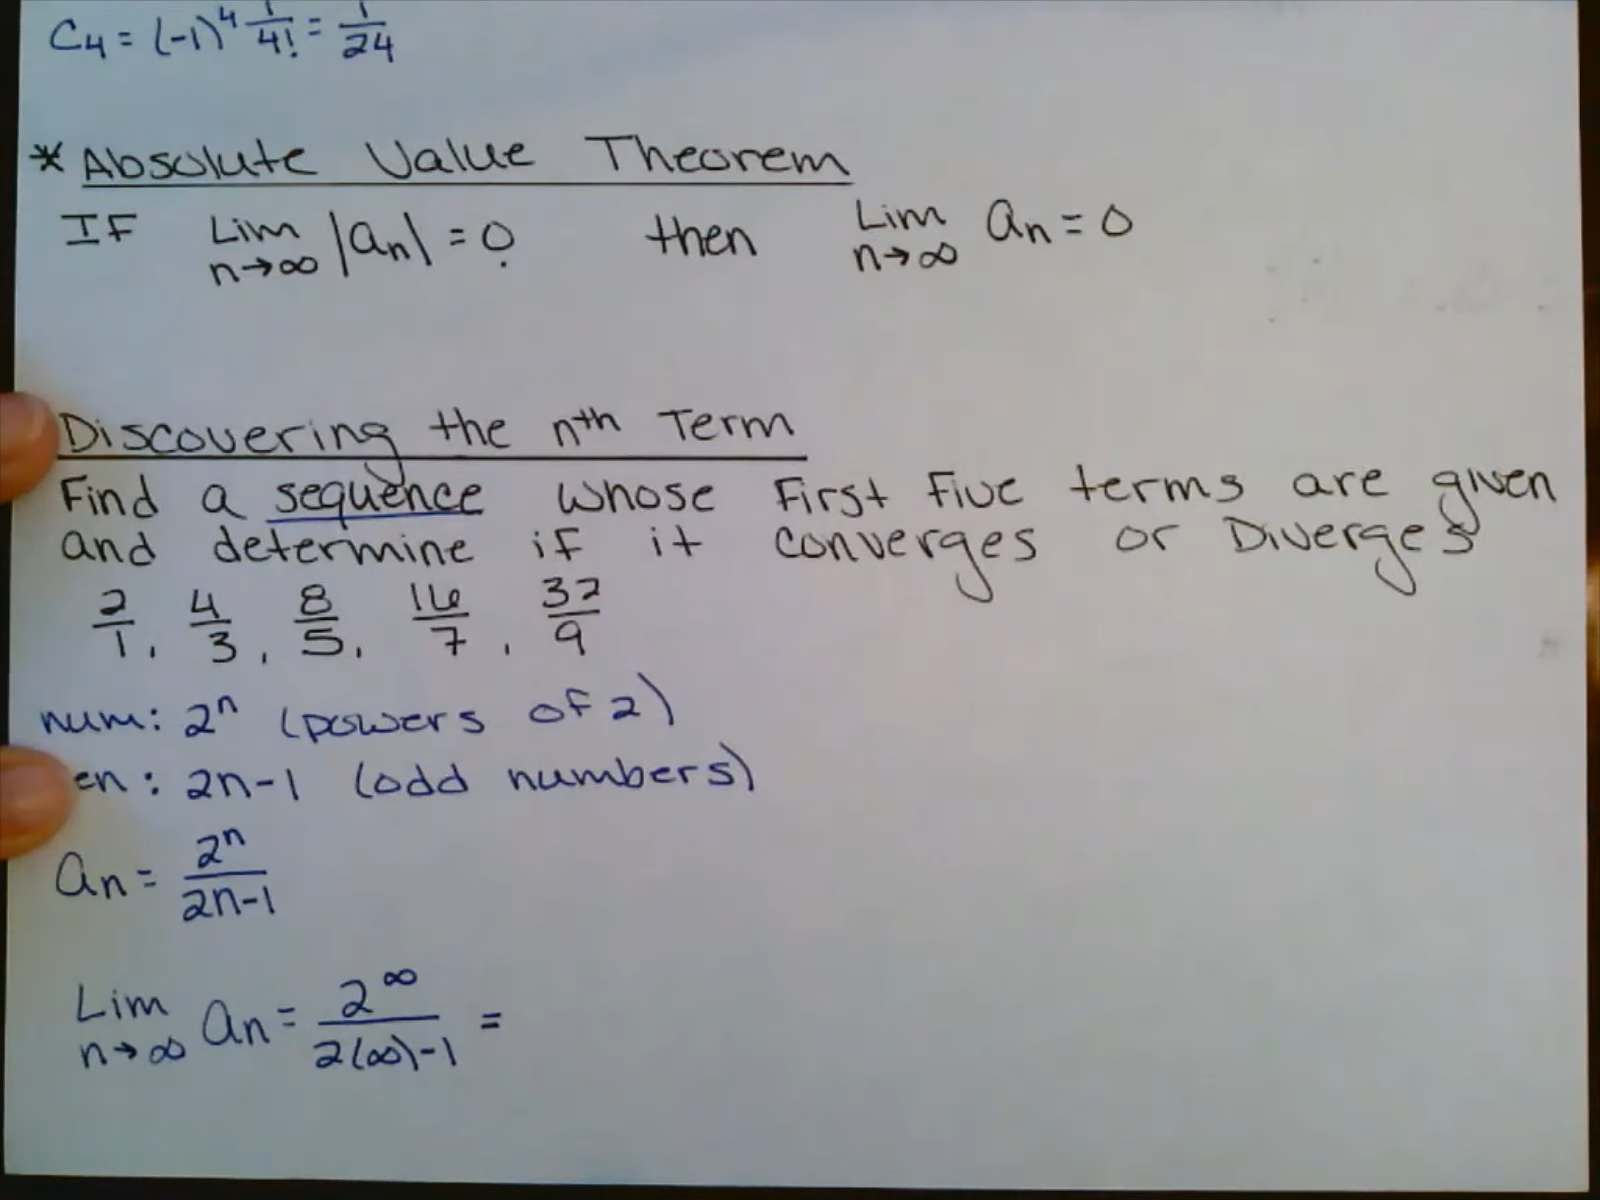 C₄ = (-1)⁴ 1/4! = 1/24
* Absolute Value Theorem
IF Lim n→∞ |an| = 0 then Lim n→∞ an = 0
Discovering the nth Term
Find a sequence whose First Five terms are given
and determine if it converges or Diverges
2/1, 4/3, 8/5, 16/7, 32/9
num: 2ⁿ (powers of 2)
en: 2n-1 (odd numbers)
an = 2ⁿ/2n-1
Lim n→∞ an = 2^∞/2(∞)-1 =